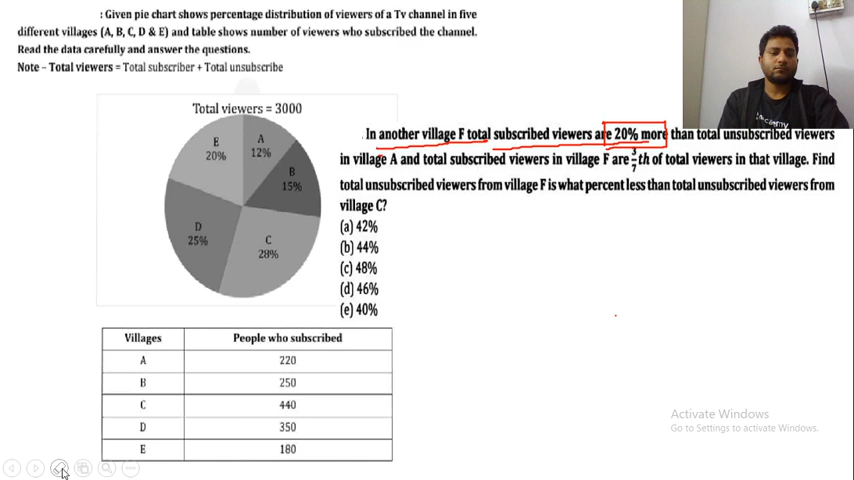 : Given pie chart shows percentage distribution of viewers of a Tv channel in five
different villages (A, B, C, D & E) and table shows number of viewers who subscribed the channel.
Read the data carefully and answer the questions.
Note – Total viewers = Total subscriber + Total unsubscribe
Total viewers = 3000
E
20%
A
12%
B
15%
D
25%
C
28%
In another village F total subscribed viewers are 20% more than total unsubscribed viewers
in village A and total subscribed viewers in village F are 3/7 th of total viewers in that village. Find
total unsubscribed viewers from village F is what percent less than total unsubscribed viewers from
village C?
(a) 42%
(b) 44%
(c) 48%
(d) 46%
(e) 40%
Villages People who subscribed
A 220
B 250
C 440
D 350
E 180
Activate Windows
Go to Settings to activate Windows.